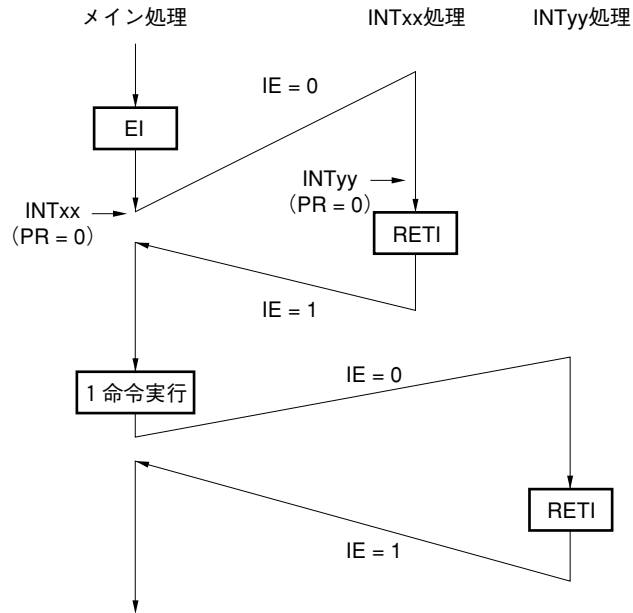 メイン処理
INTxx処理
INTyy処理
IE = 0
EI
INTxx
（PR = 0）
INTyy
（PR = 0）
RETI
IE = 1
1 命令実行
IE = 0
RETI
IE = 1